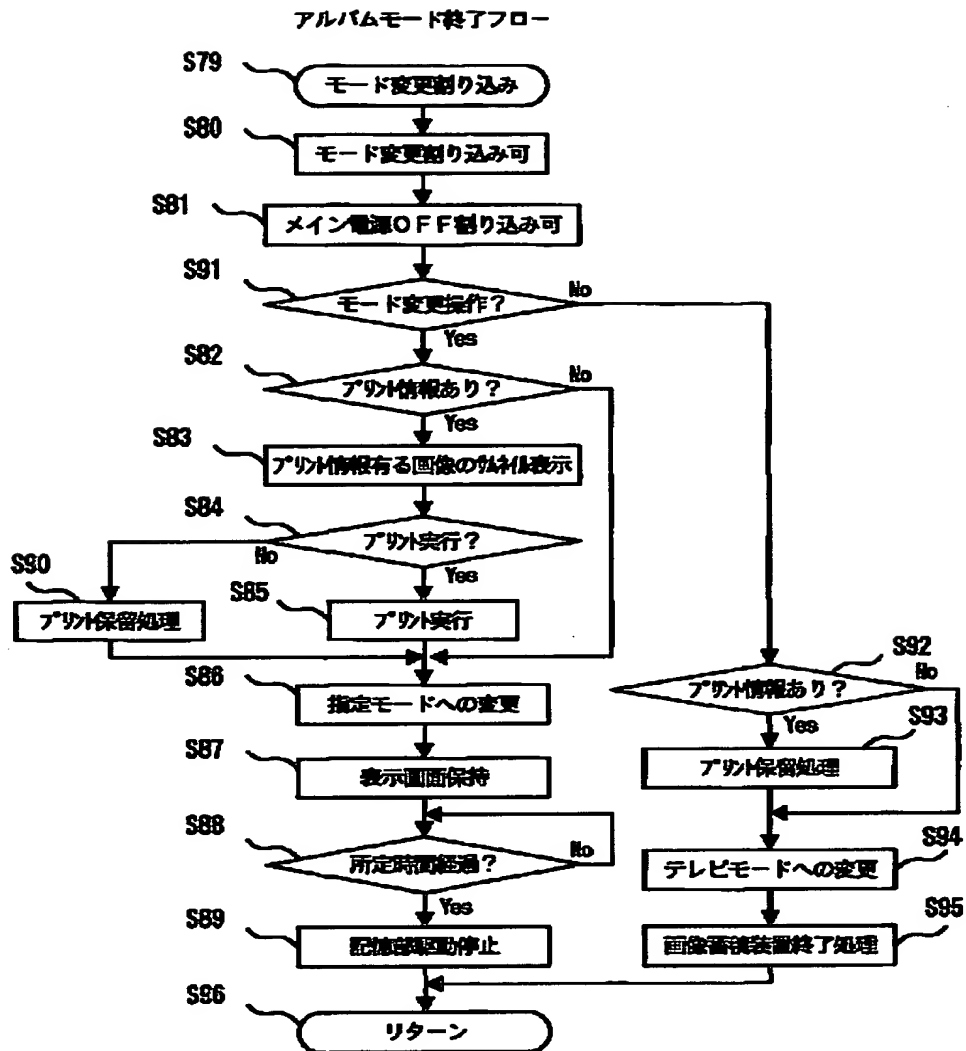 アルバムモード終了フロー
S79
モード変更割り込み
S80
モード変更割り込み可
S81
メイン電源OFF割り込み可
S91
モード変更操作?
No
Yes
S82
プリント情報あり?
No
Yes
S83
プリント情報有る画像のサムネイル表示
S84
プリント実行?
No
Yes
S90
プリント保留処理
S85
プリント実行
S92
プリント情報あり?
No
Yes
S86
指定モードへの変更
S93
プリント保留処理
S87
表示画面保持
S88
所定時間経過?
No
Yes
S94
テレビモードへの変更
S89
記憶部駆動停止
S95
画像蓄積装置終了処理
S96
リターン